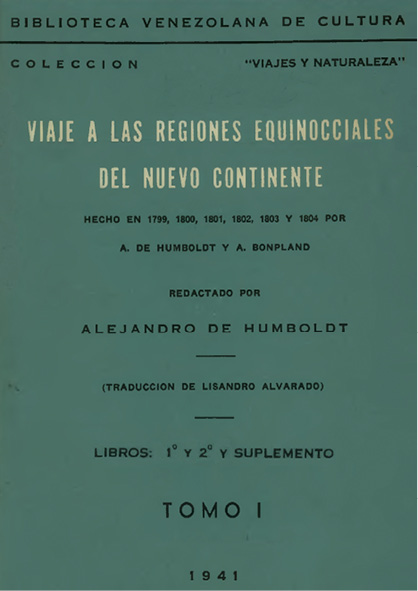 BIBLIOTECA VENEZOLANA DE CULTURA
COLECCION "VIAJES Y NATURALEZA"
VIAJE A LAS REGIONES EQUINOCCIALES
DEL NUEVO CONTINENTE
HECHO EN 1799, 1800, 1801, 1802, 1803 Y 1804 POR
A. DE HUMBOLDT Y A. BONPLAND
REDACTADO POR
ALEJANDRO DE HUMBOLDT
(TRADUCCION DE LISANDRO ALVARADO)
LIBROS: 1º Y 2º Y SUPLEMENTO
TOMO I
1941